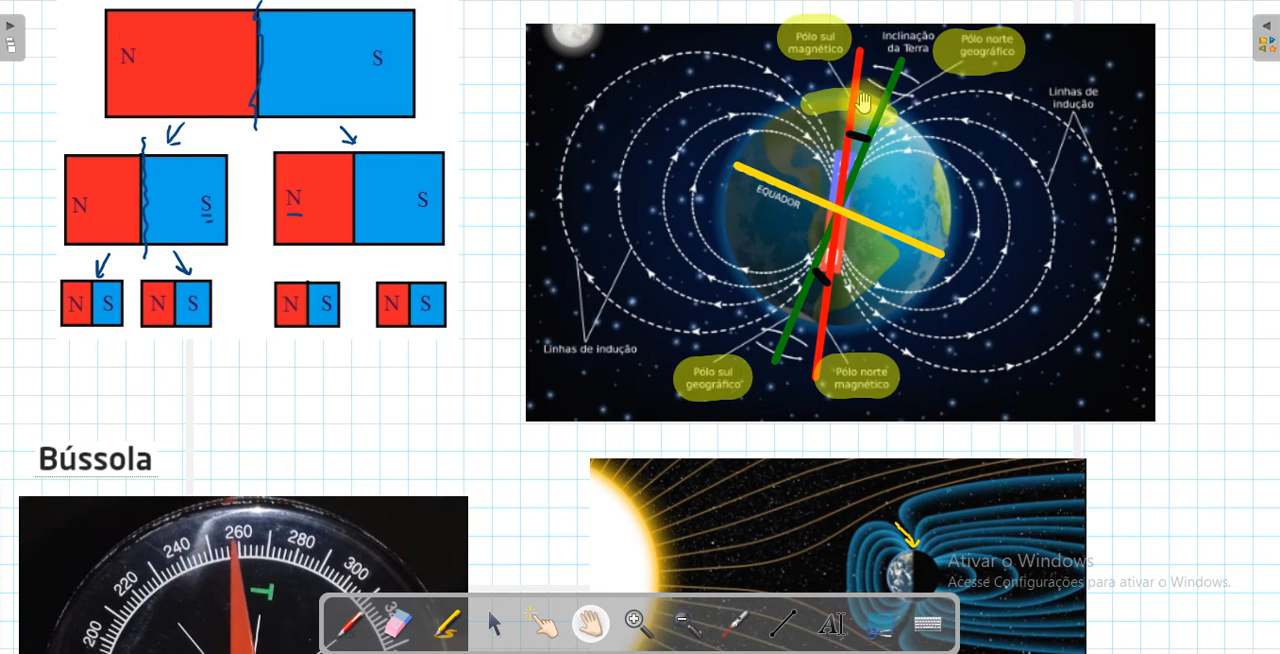 N
S
N
S
N
S
N
S
N
S
N
S
N
S
Pólo sul
magnético
Inclinação
da Terra
Pólo norte
geográfico
Linhas de
indução
EQUADOR
Linhas de indução
Pólo sul
geográfico
Pólo norte
magnético
Bússola
200
220
240
260
280
300
T
Ativar o Windows
Acesse Configurações para ativar o Windows.
AI